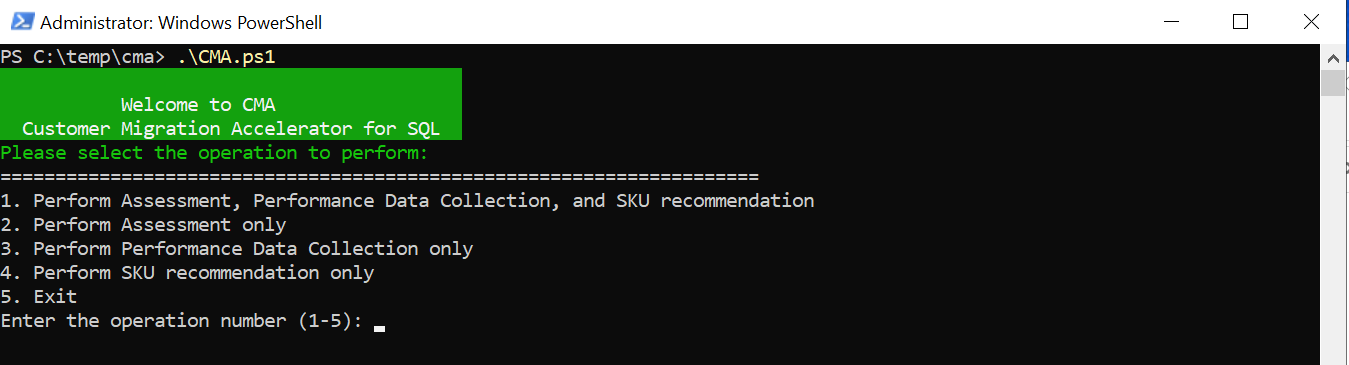 Administrator: Windows PowerShell
PS C:\temp\cma> .\CMA.ps1
Welcome to CMA
Customer Migration Accelerator for SQL
Please select the operation to perform:
=====================================================================
1. Perform Assessment, Performance Data Collection, and SKU recommendation
2. Perform Assessment only
3. Perform Performance Data Collection only
4. Perform SKU recommendation only
5. Exit
Enter the operation number (1-5):